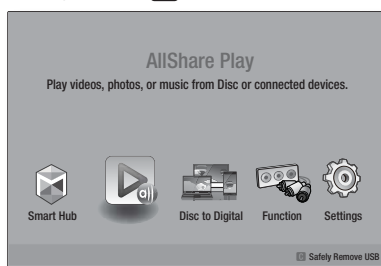 AllShare Play
Play videos, photos, or music from Disc or connected devices.
Smart Hub
Disc to Digital
Function
Settings
Safely Remove USB